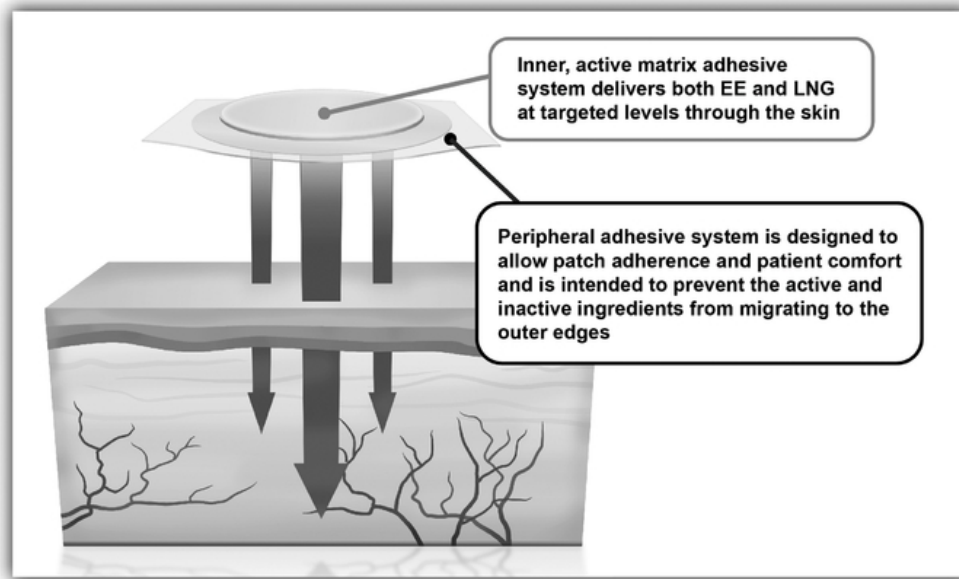 Inner, active matrix adhesive
system delivers both EE and LNG
at targeted levels through the skin
Peripheral adhesive system is designed to
allow patch adherence and patient comfort
and is intended to prevent the active and
inactive ingredients from migrating to the
outer edges